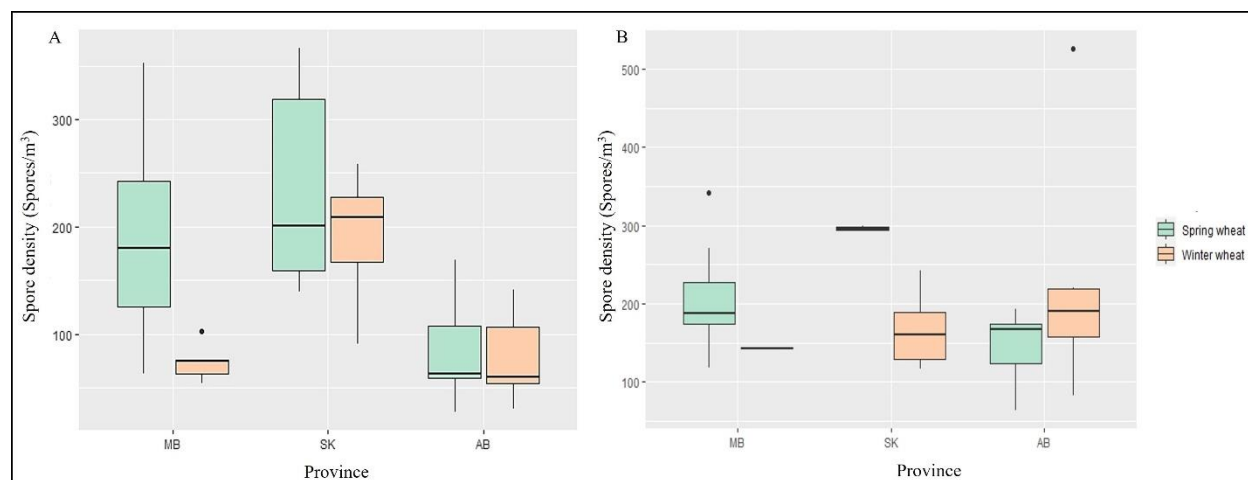 A
Spore density (Spores/m³)
300
200
100
MB
SK
AB
Province
B
Spore density (Spores/m³)
500
400
300
200
100
MB
SK
AB
Province
Spring wheat
Winter wheat